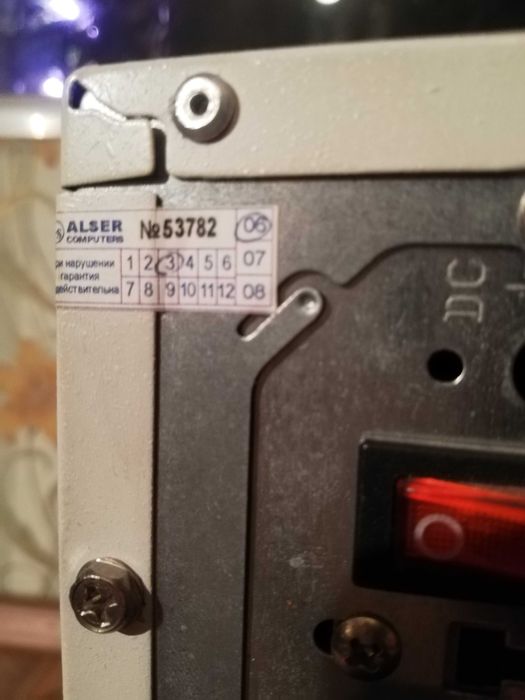 ALSER №53782 06
COMPUTERS
ри нарушении 1 2 3 4 5 6 07
гарантия
действительна 7 8 9 10 11 12 08
DC